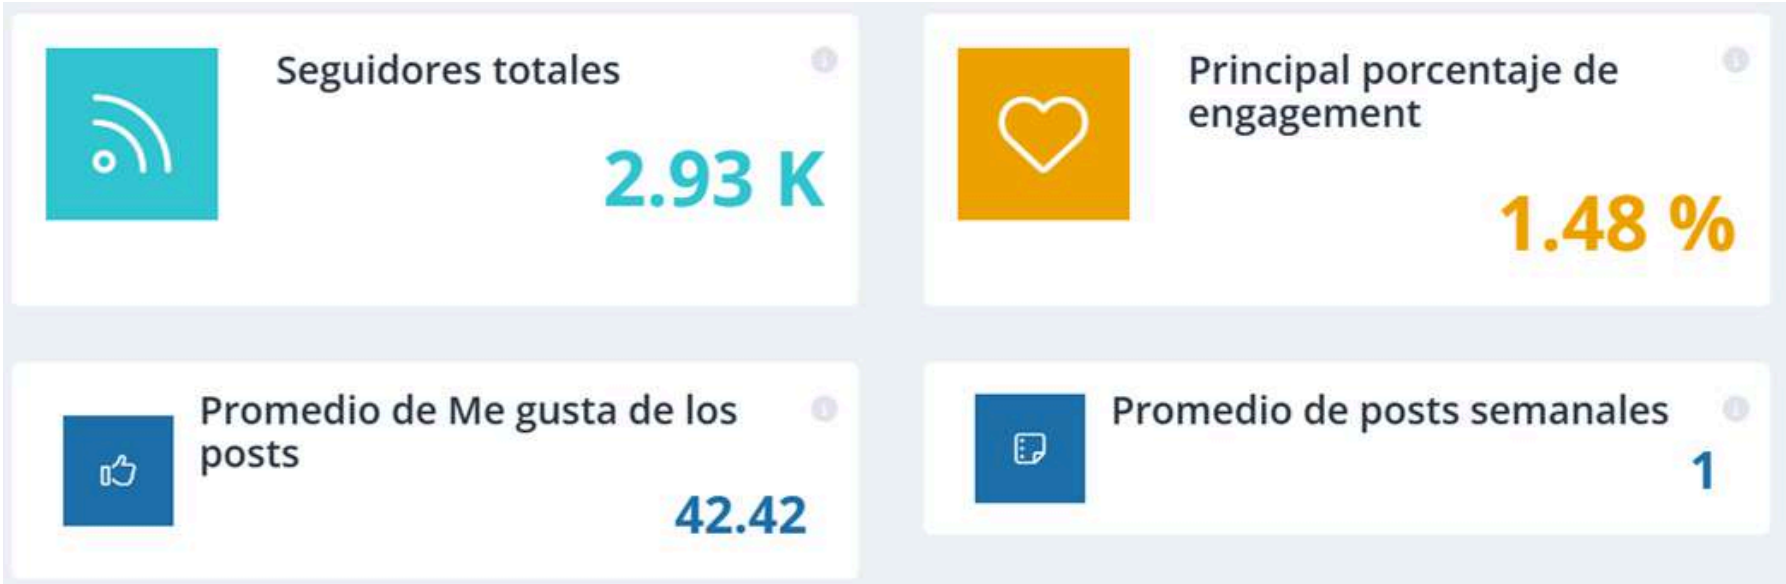 Seguidores totales
2.93 K
Principal porcentaje de
engagement
1.48 %
Promedio de Me gusta de los
posts
42.42
Promedio de posts semanales
1